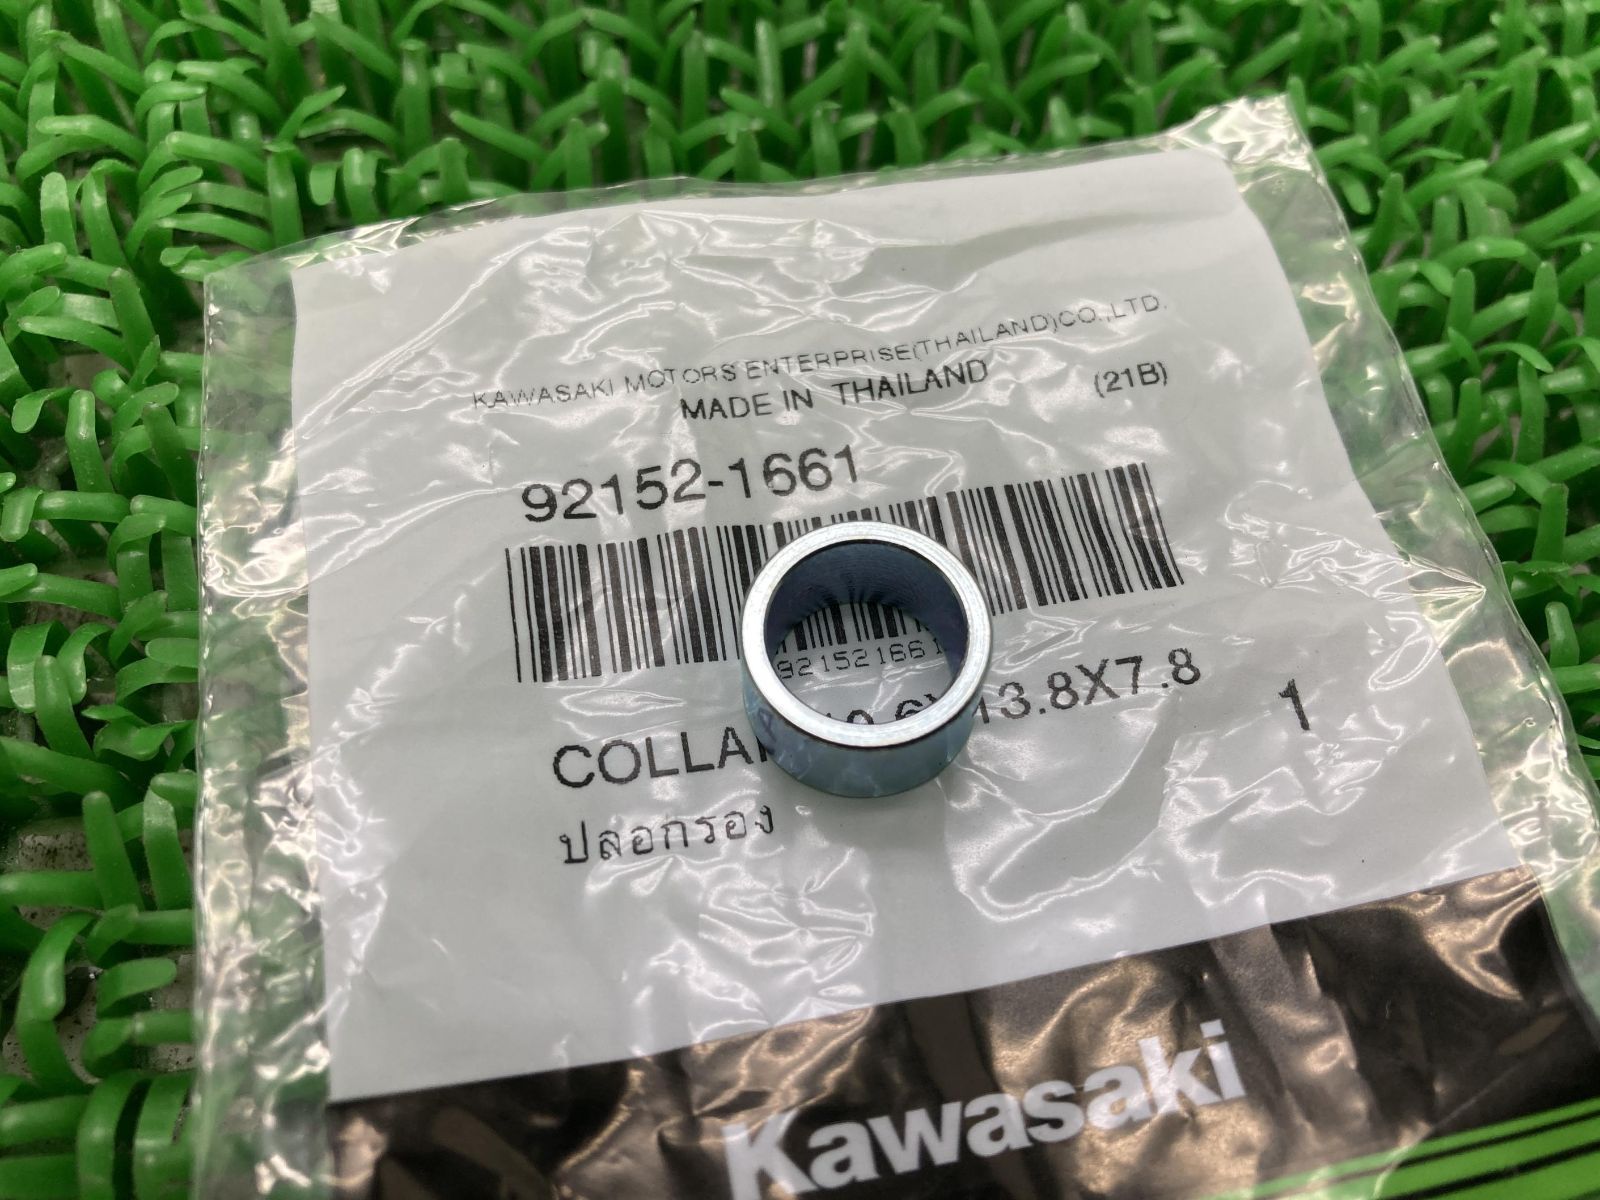 KAWASAKI MOTORS ENTERPRISE(THAILAND)CO.,LTD.
MADE IN THAILAND (21B)
92152-1661
921521661
13.8X7.8 1
ปลอกรอง
Kawasaki